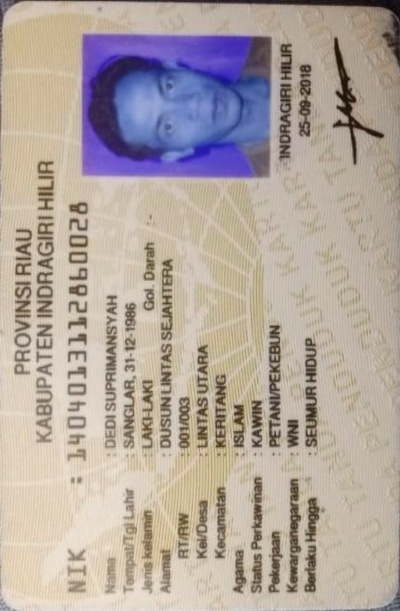 PROVINSI RIAU
KABUPATEN INDRAGIRI HILIR
NIK : 1404013112860028
Nama : DEDI SUPRIMANSYAH
Tempat/Tgl Lahir : SANGLAR, 31-12-1986
Jenis kelamin : LAKI-LAKI Gol. Darah :-
Alamat : DUSUN LINTAS SEJAHTERA
RT/RW : 001/003
Kel/Desa : LINTAS UTARA
Kecamatan : KERITANG
Agama : ISLAM
Status Perkawinan : KAWIN
Pekerjaan : PETANI/PEKEBUN
Kewarganegaraan : WNI
Berlaku Hingga : SEUMUR HIDUP
INDRAGIRI HILIR
25-09-2018